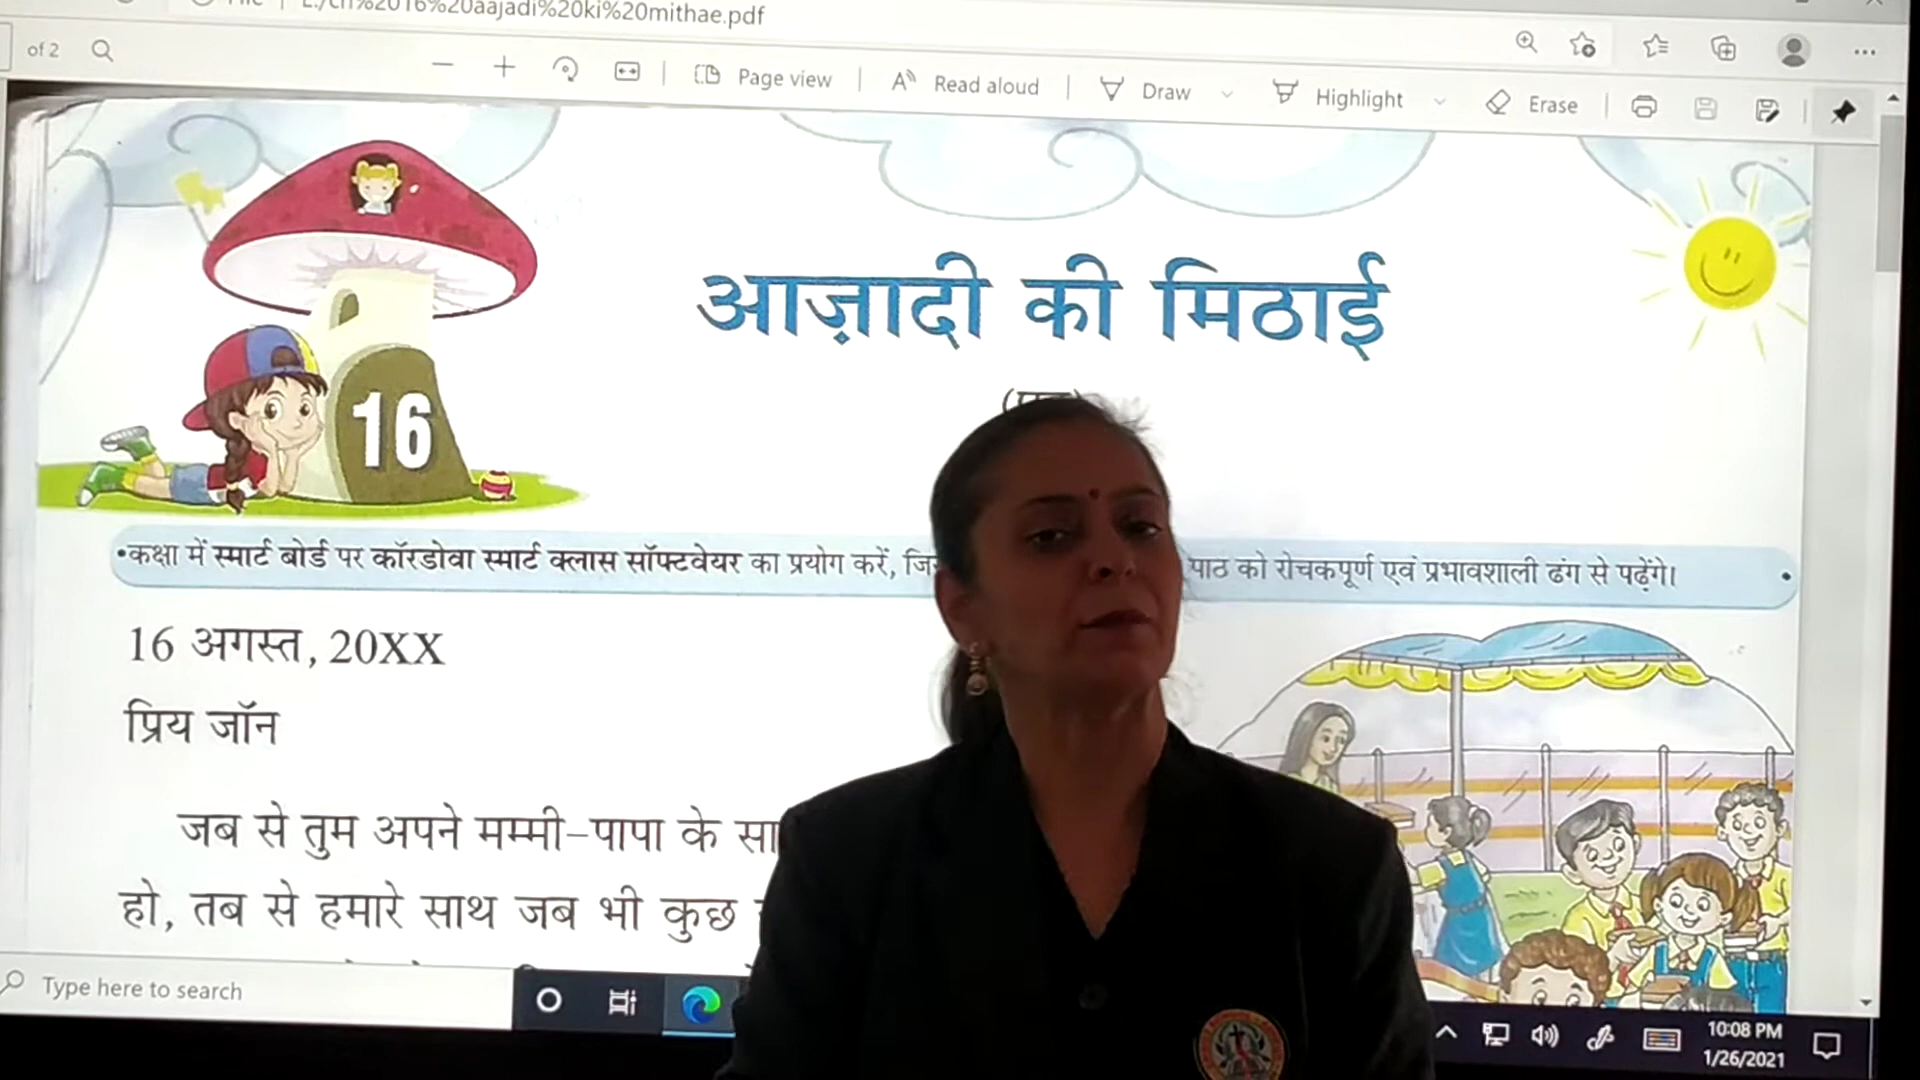 ch%2016%20aajadi%20ki%20mithae.pdf
of 2
Page view
Read aloud
Draw
Highlight
Erase
आज़ादी की मिठाई
16
•कक्षा में स्मार्ट बोर्ड पर कॉरडोवा स्मार्ट क्लास सॉफ्टवेयर का प्रयोग करें, पाठ को रोचकपूर्ण एवं प्रभावशाली ढंग से पढ़ेंगे। •
16 अगस्त, 20XX
प्रिय जॉन
जब से तुम अपने मम्मी-पापा के
हो, तब से हमारे साथ जब भी कुछ
Type here to search
10:08 PM
1/26/2021